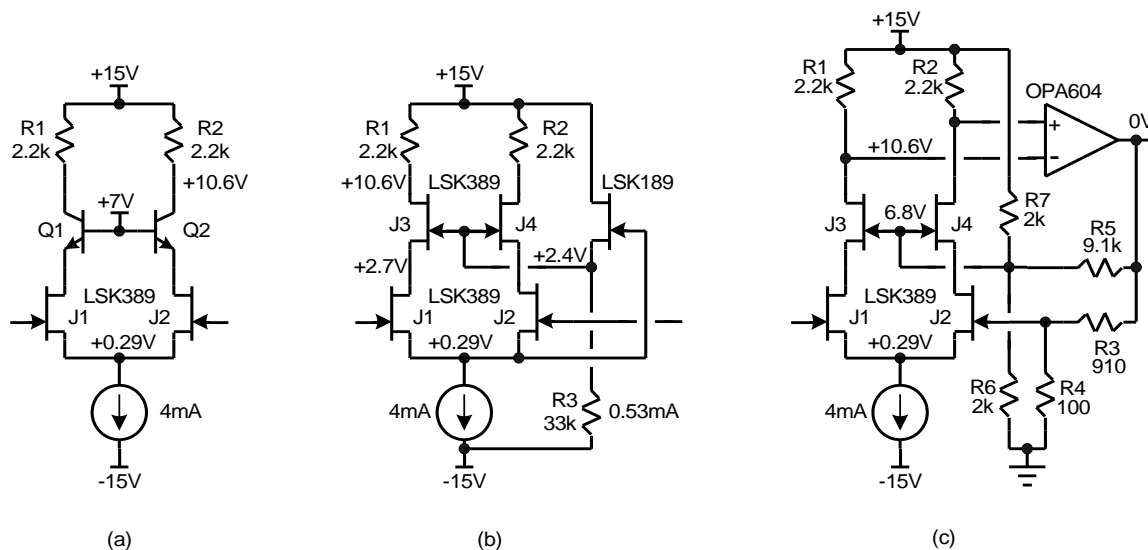 +15V
R1
2.2k
R2
2.2k
+10.6V
+7V
Q1
Q2
LSK389
J1
J2
+0.29V
4mA
-15V
(a)
+15V
R1
2.2k
R2
2.2k
+10.6V
LSK389
LSK189
J3
J4
+2.4V
+2.7V
LSK389
J1
J2
+0.29V
4mA
R3
33k
0.53mA
-15V
(b)
+15V
R1
2.2k
R2
2.2k
OPA604
+
-
0V
+10.6V
J3
6.8V
J4
R7
2k
R5
9.1k
LSK389
J1
J2
+0.29V
R3
910
4mA
R6
2k
R4
100
-15V
(c)